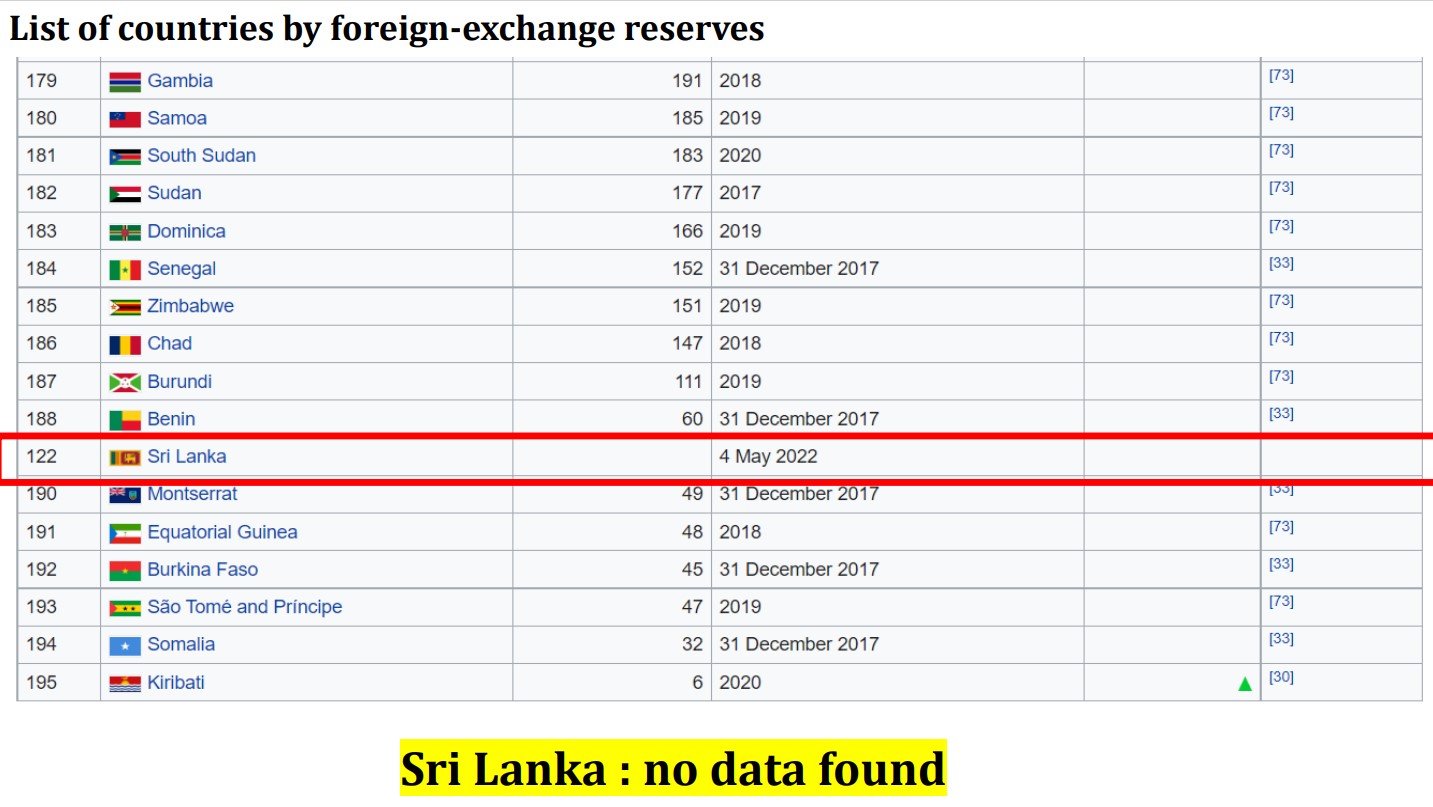 List of countries by foreign-exchange reserves
179 Gambia 191 2018 [73]
180 Samoa 185 2019 [73]
181 South Sudan 183 2020 [73]
182 Sudan 177 2017 [73]
183 Dominica 166 2019 [73]
184 Senegal 152 31 December 2017 [33]
185 Zimbabwe 151 2019 [73]
186 Chad 147 2018 [73]
187 Burundi 111 2019 [73]
188 Benin 60 31 December 2017 [33]
122 Sri Lanka 4 May 2022
190 Montserrat 49 31 December 2017 [33]
191 Equatorial Guinea 48 2018 [73]
192 Burkina Faso 45 31 December 2017 [33]
193 São Tomé and Príncipe 47 2019 [73]
194 Somalia 32 31 December 2017 [33]
195 Kiribati 6 2020 ▲ [30]
Sri Lanka : no data found